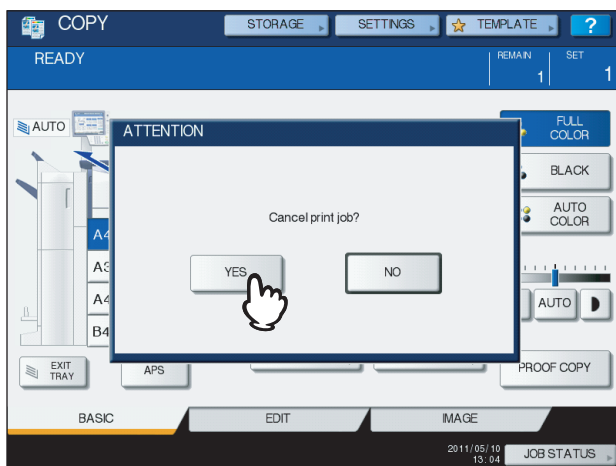 COPY
STORAGE
SETTINGS
TEMPLATE
?
READY
REMAIN
1
SET
1
AUTO
ATTENTION
FULL
COLOR
BLACK
AUTO
COLOR
Cancel print job?
YES
NO
A4
A3
A4
B4
AUTO
EXIT
TRAY
APS
PROOF COPY
BASIC
EDIT
IMAGE
2011/05/10
13:04
JOB STATUS